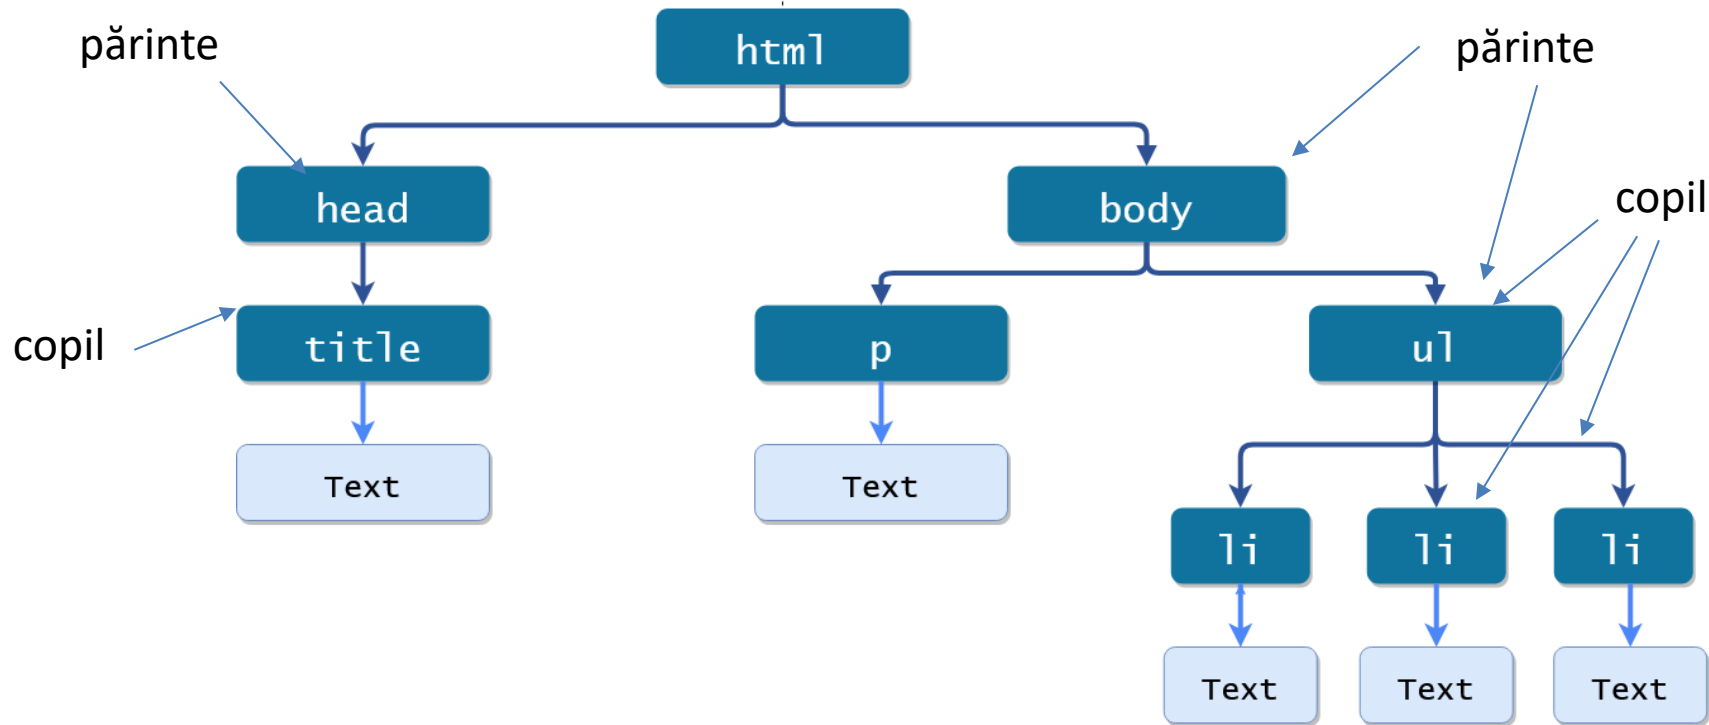 html
părinte
părinte
head
body
copil
copil
title
p
ul
Text
Text
li
li
li
Text
Text
Text